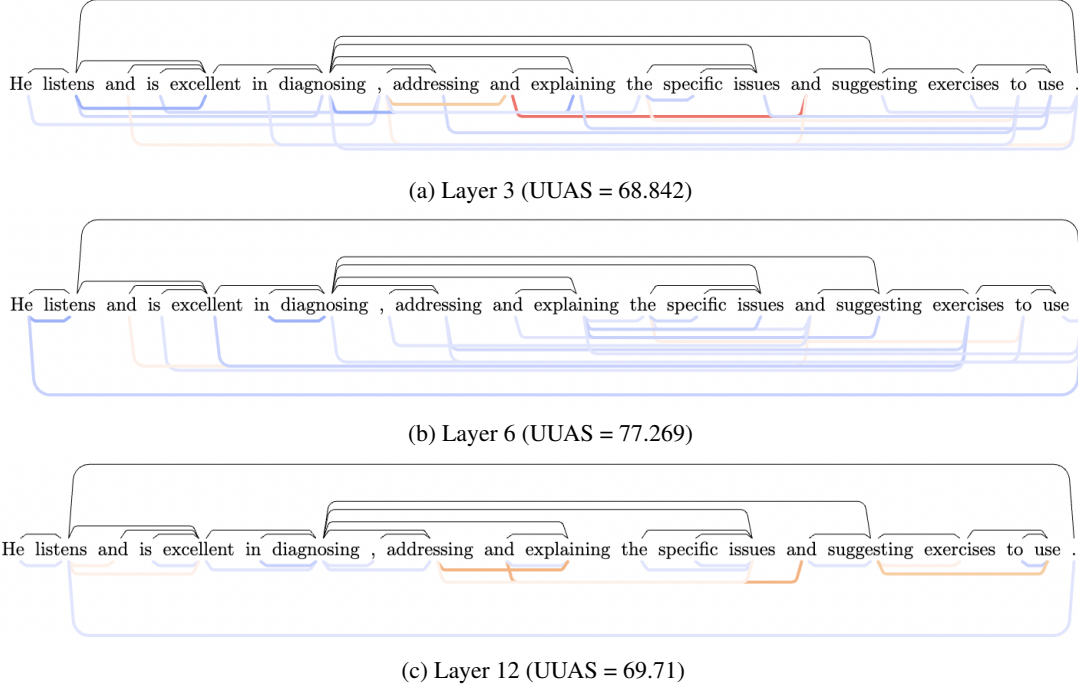 He listens and is excellent in diagnosing , addressing and explaining the specific issues and suggesting exercises to use .
(a) Layer 3 (UUAS = 68.842)
He listens and is excellent in diagnosing , addressing and explaining the specific issues and suggesting exercises to use
(b) Layer 6 (UUAS = 77.269)
He listens and is excellent in diagnosing , addressing and explaining the specific issues and suggesting exercises to use .
(c) Layer 12 (UUAS = 69.71)